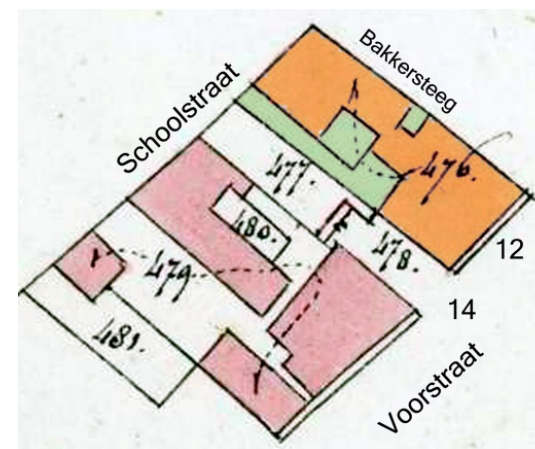 Bakkersteeg
Schoolstraat
476.
477.
480.
478.
12
479
14
481.
Voorstraat